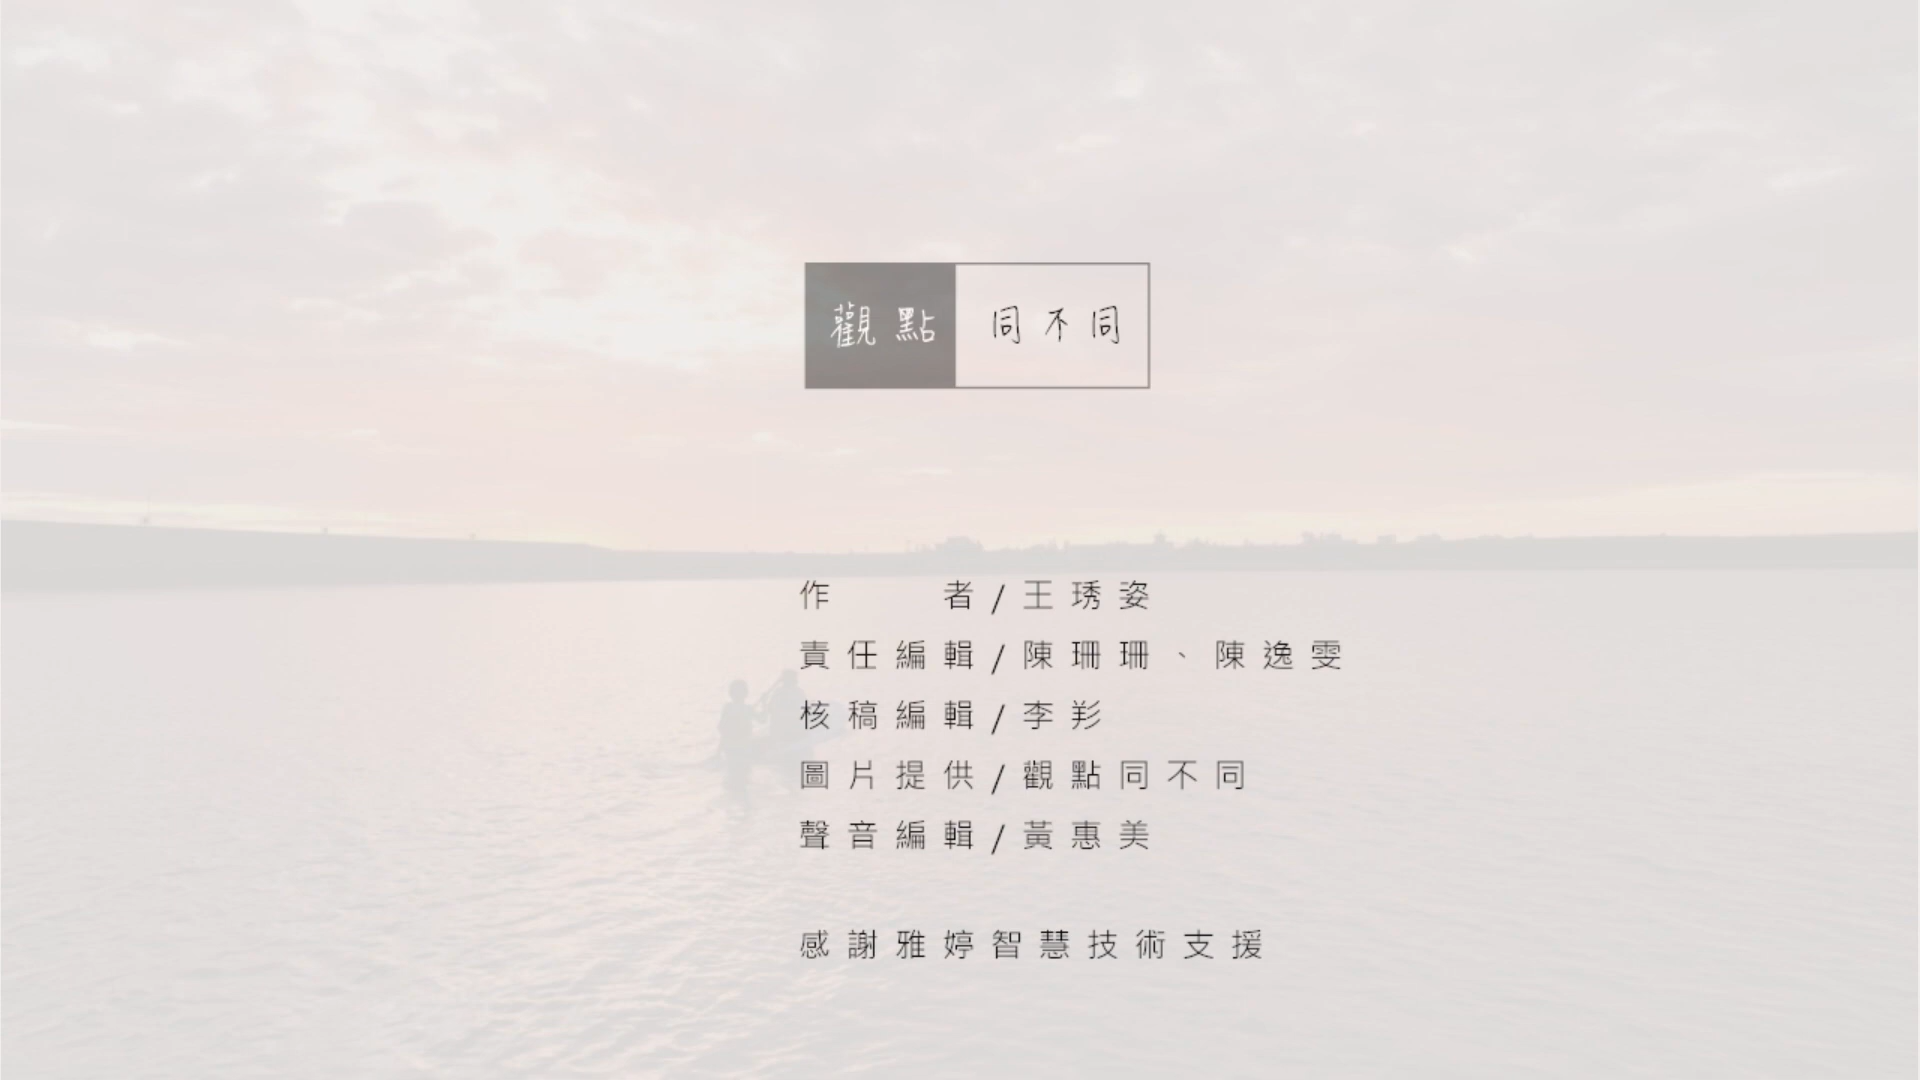 觀點 同不同
作者/王琇姿
責任編輯/陳珊珊、陳逸雯
核稿編輯/李羏
圖片提供/觀點同不同
聲音編輯/黃惠美
感謝雅婷智慧技術支援